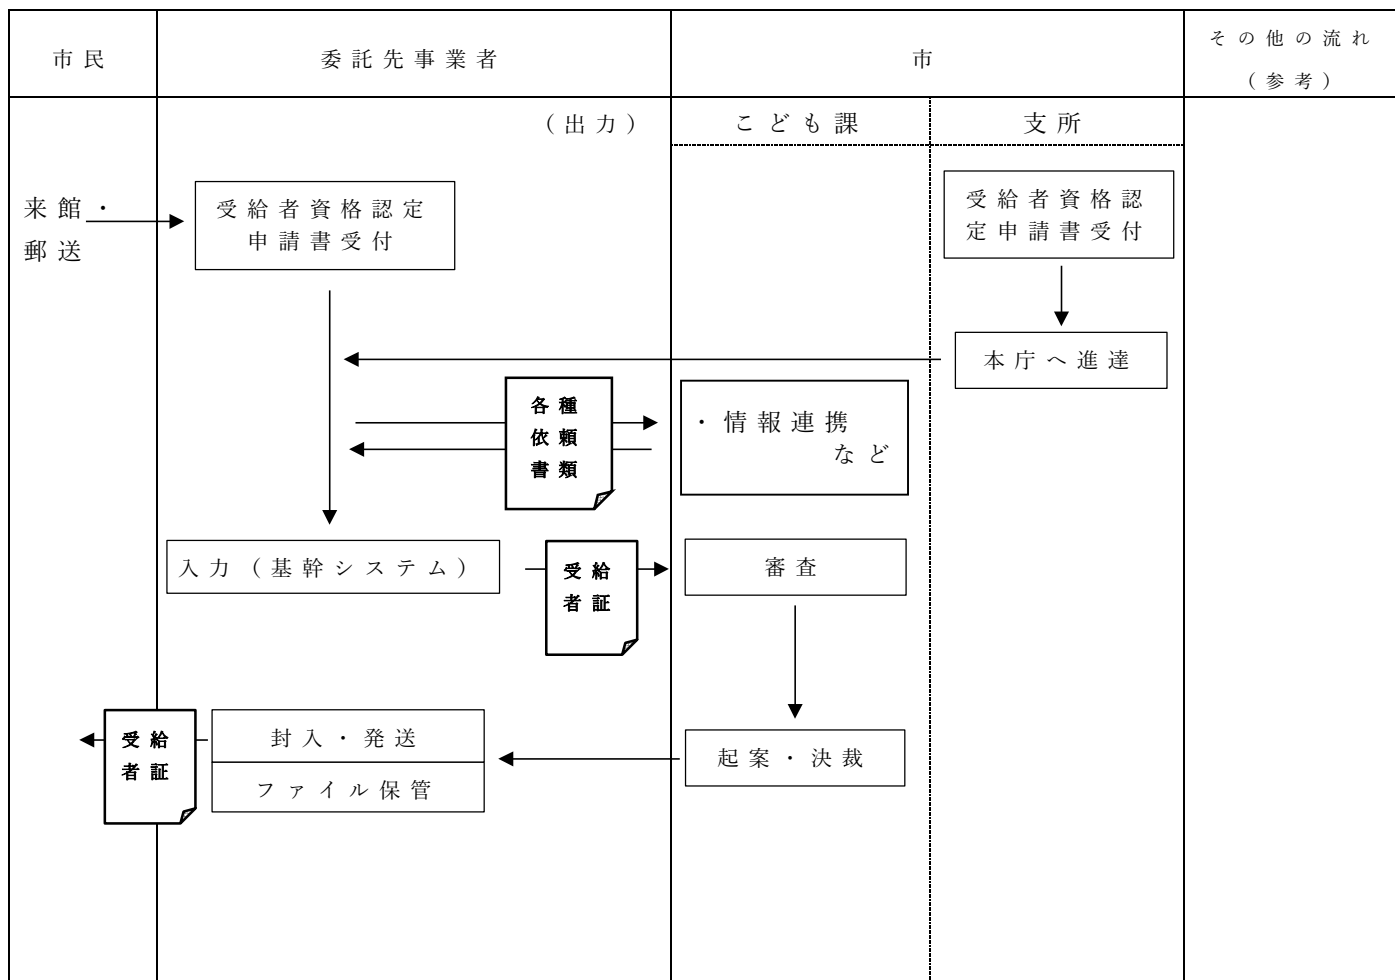 市民
委託先事業者
市
その他の流れ
（参考）
（出力）
こども課
支所
来館・
郵送
受給者資格認定
申請書受付
受給者資格認
定申請書受付
本庁へ進達
各種
依頼
書類
・情報連携
など
入力（基幹システム）
受給
者証
審査
受給
者証
封入・発送
ファイル保管
起案・決裁